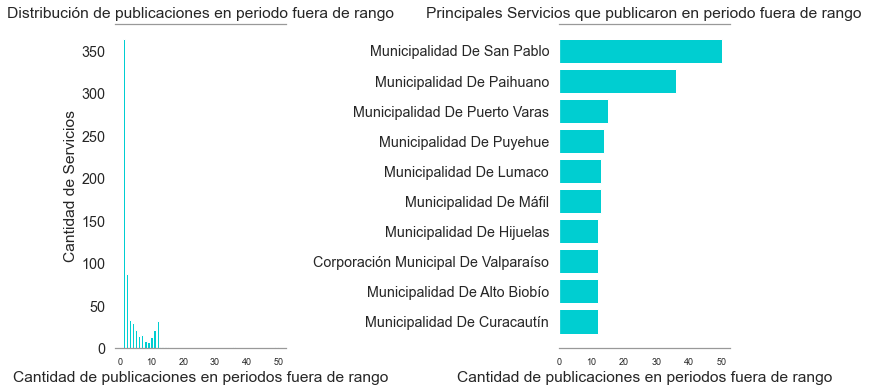 Distribución de publicaciones en periodo fuera de rango
Cantidad de Servicios
350
300
250
200
150
100
50
0
0 10 20 30 40 50
Cantidad de publicaciones en periodos fuera de rango
Principales Servicios que publicaron en periodo fuera de rango
Municipalidad De San Pablo
Municipalidad De Paihuano
Municipalidad De Puerto Varas
Municipalidad De Puyehue
Municipalidad De Lumaco
Municipalidad De Máfil
Municipalidad De Hijuelas
Corporación Municipal De Valparaíso
Municipalidad De Alto Biobío
Municipalidad De Curacautín
0 10 20 30 40 50
Cantidad de publicaciones en periodos fuera de rango